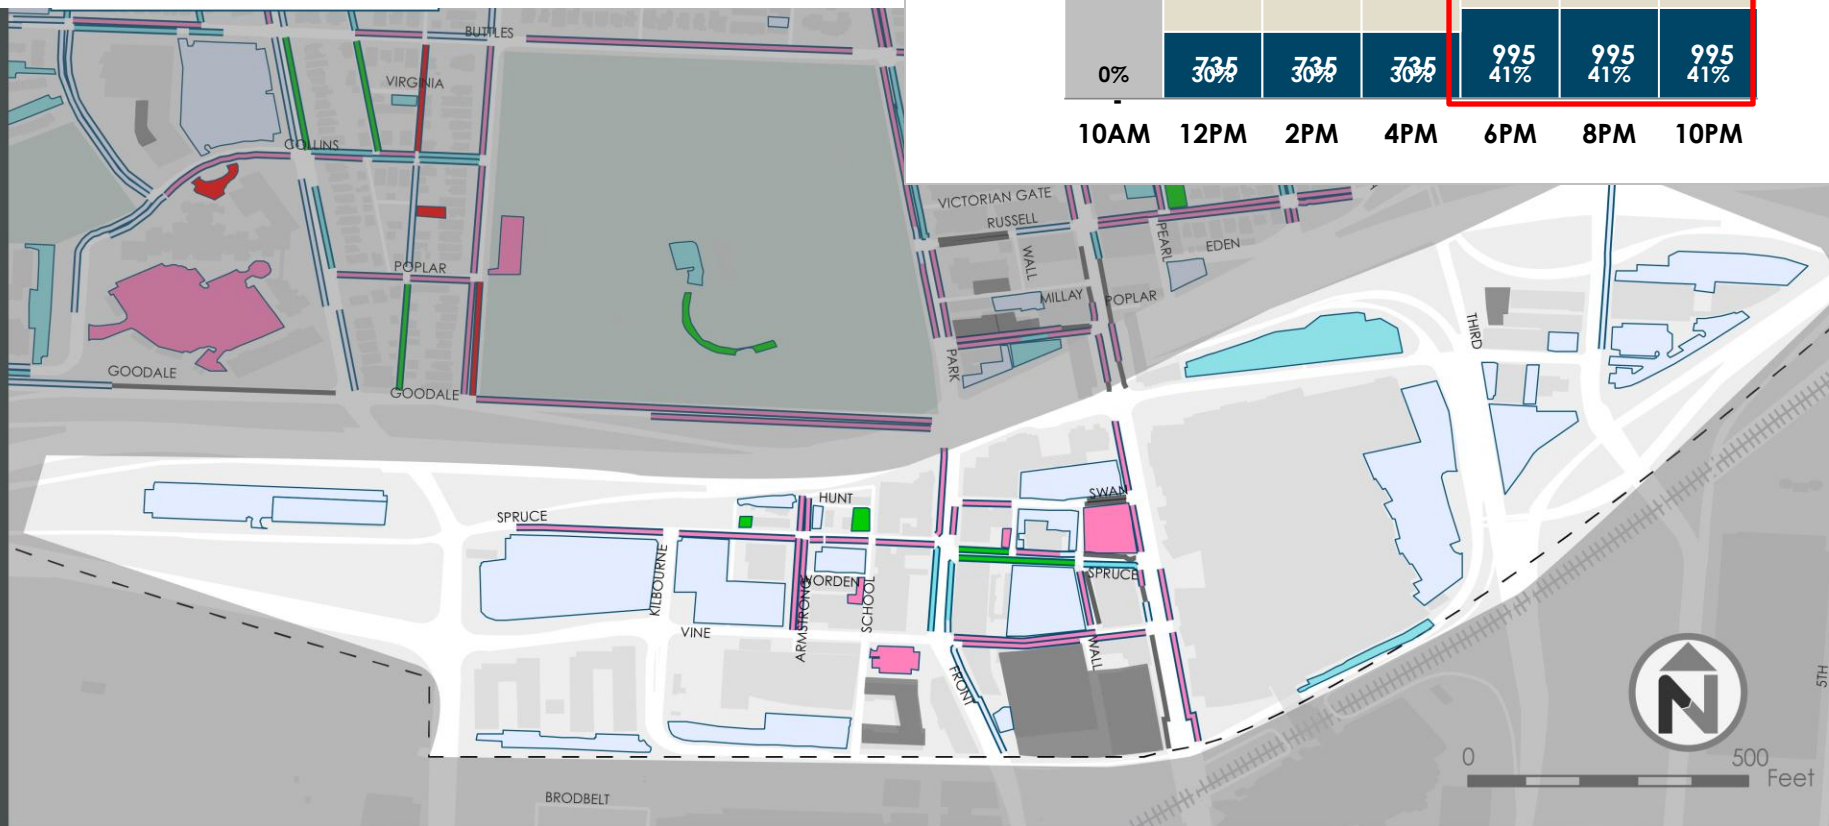 735 735 735 995 995 995
0% 30% 30% 30% 41% 41% 41%
-
10AM 12PM 2PM 4PM 6PM 8PM 10PM
BUTTLES
VIRGINIA
COLLINS
POPLAR
GOODALE
GOODALE
VICTORIAN GATE
RUSSELL
WALL
PEARL
EDEN
MILLAY
POPLAR
PARK
THIRD
SWAN
HUNT
SPRUCE
SPRUCE
KILBOURNE
WORDEN
ARMSTRONG
SCHOOL
VINE
WALL
FRONT
5TH
N
0 500
Feet
BRODBELT